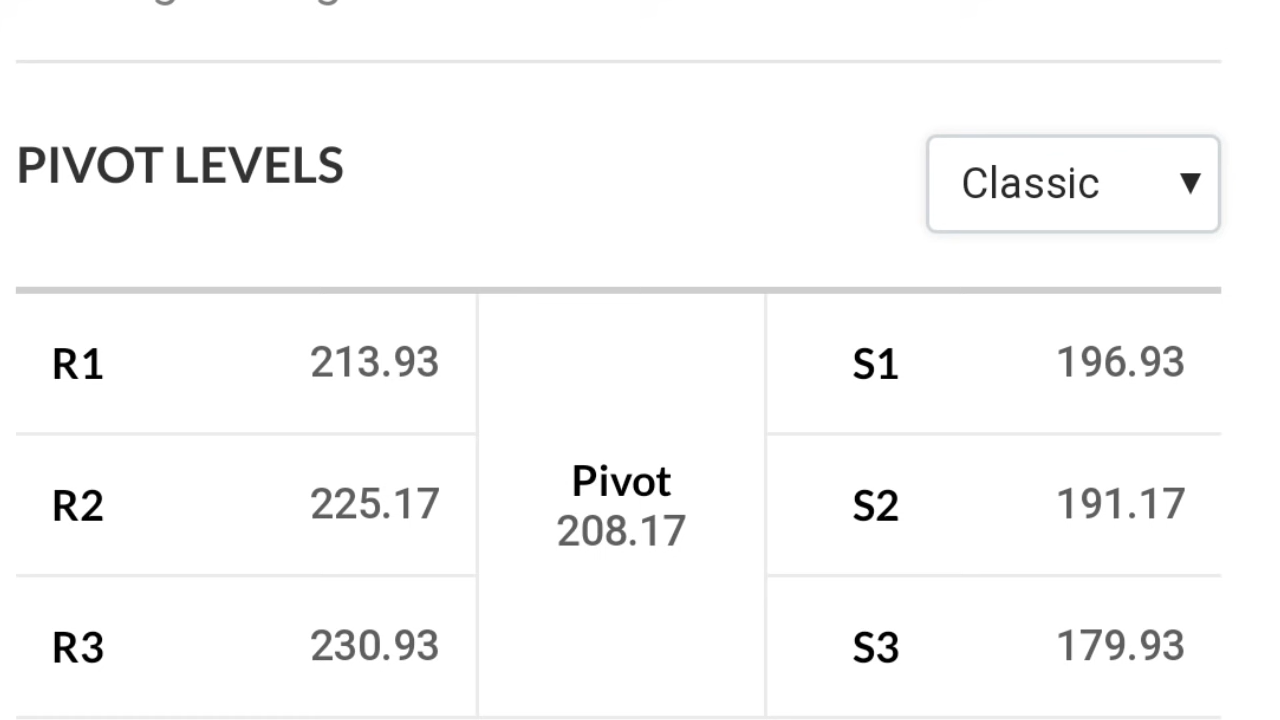 PIVOT LEVELS
Classic ▼
R1 213.93
S1 196.93
R2 225.17
Pivot
208.17
S2 191.17
R3 230.93
S3 179.93